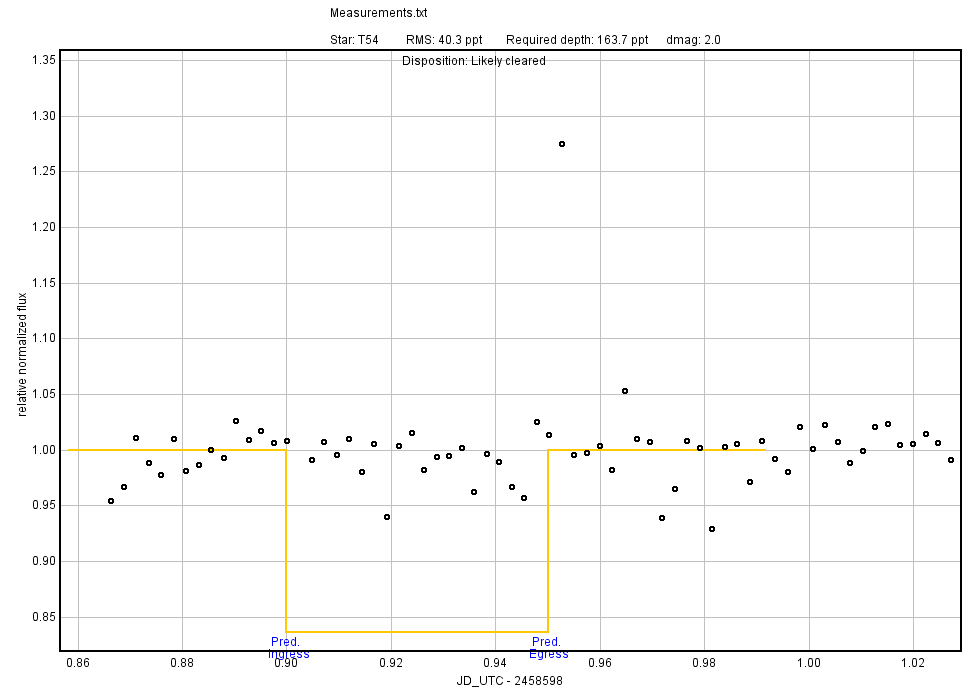 Measurements.txt
Star: T54 RMS: 40.3 ppt Required depth: 163.7 ppt dmag: 2.0
Disposition: Likely cleared
1.35
1.30
1.25
1.20
1.15
1.10
1.05
1.00
0.95
0.90
0.85
relative normalized flux
Pred. Ingress
Pred. Egress
0.86 0.88 0.90 0.92 0.94 0.96 0.98 1.00 1.02
JD_UTC - 2458598